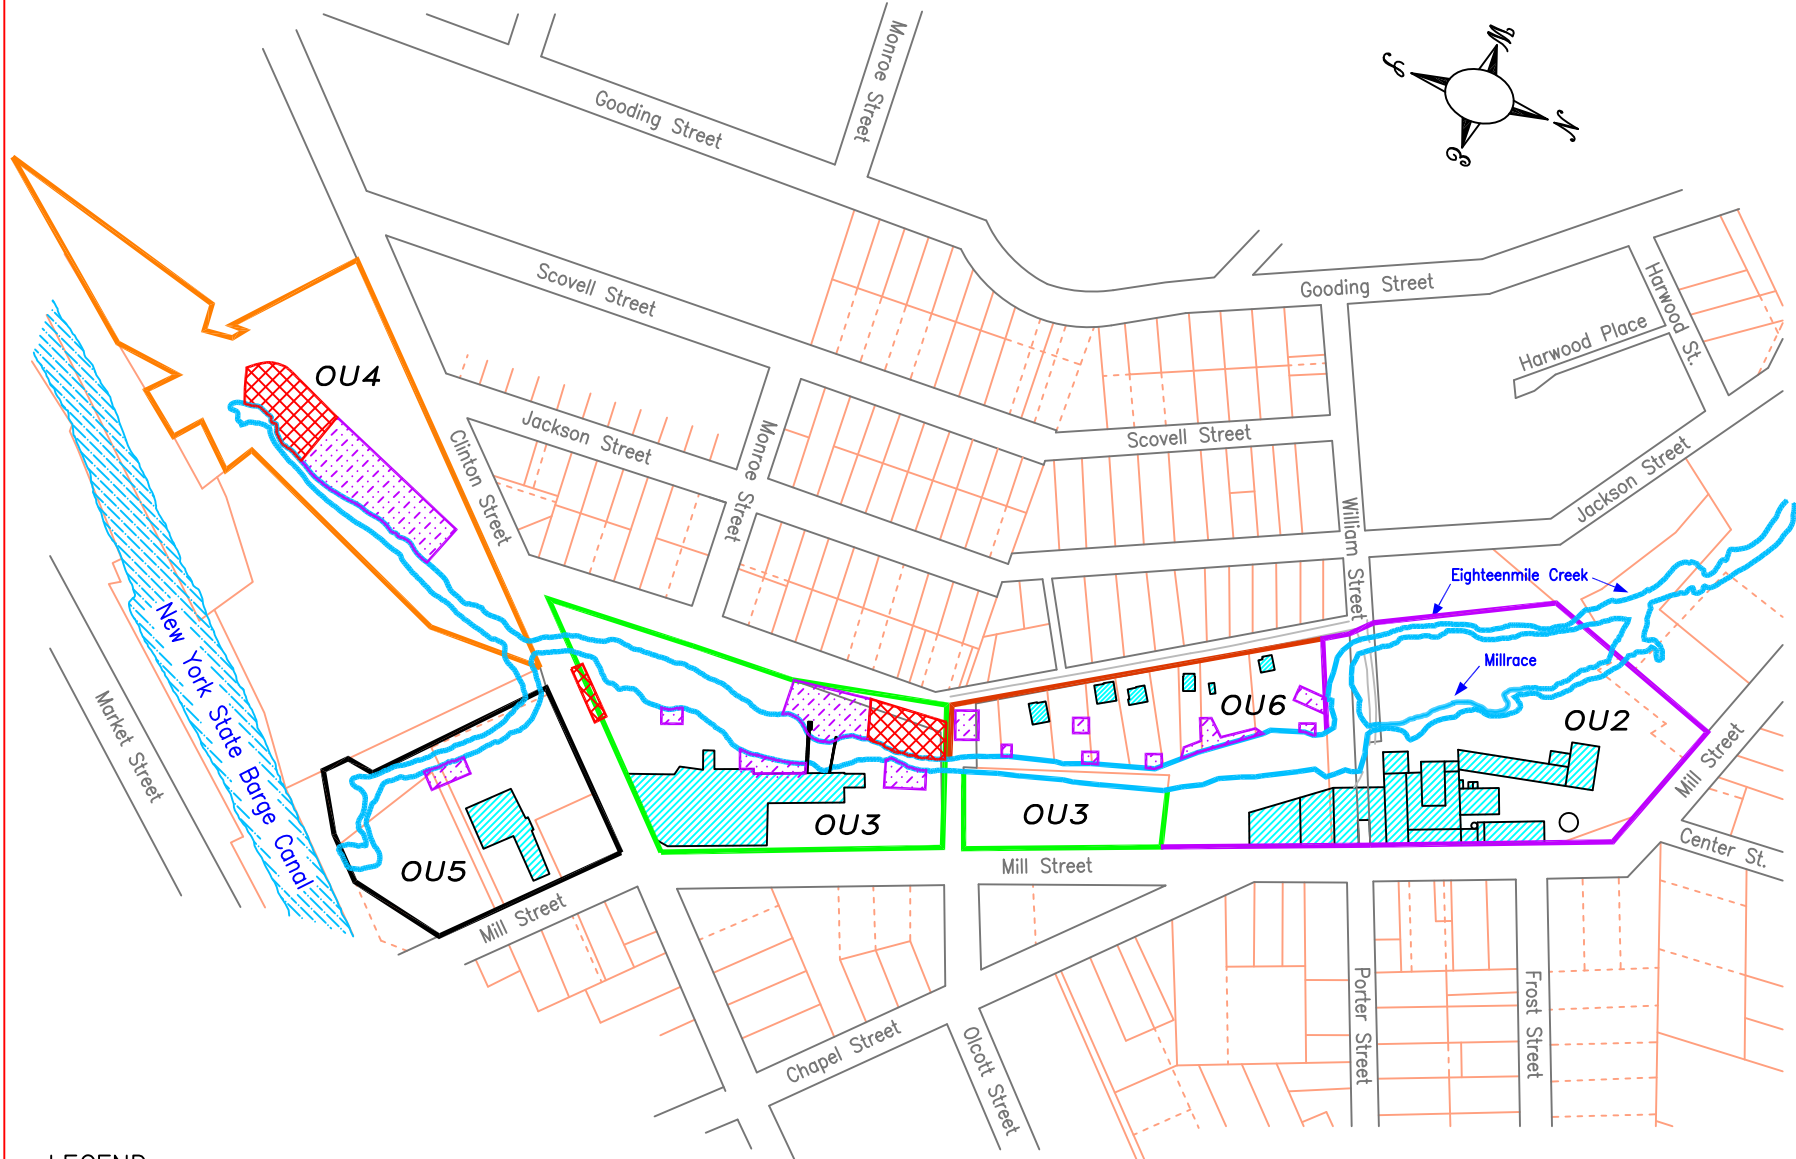 Monroe Street
W
S
N
E
Gooding Street
Scovell Street
Gooding Street
Harwood St.
Harwood Place
OU4
Jackson Street
Monroe Street
Scovell Street
Clinton Street
Jackson Street
William Street
Eighteenmile Creek
Millrace
New York State Barge Canal
Market Street
OU6
OU2
Mill Street
OU3
OU3
Center St.
OU5
Mill Street
Mill Street
Chapel Street
Olcott Street
Porter Street
Frost Street
LEGEND